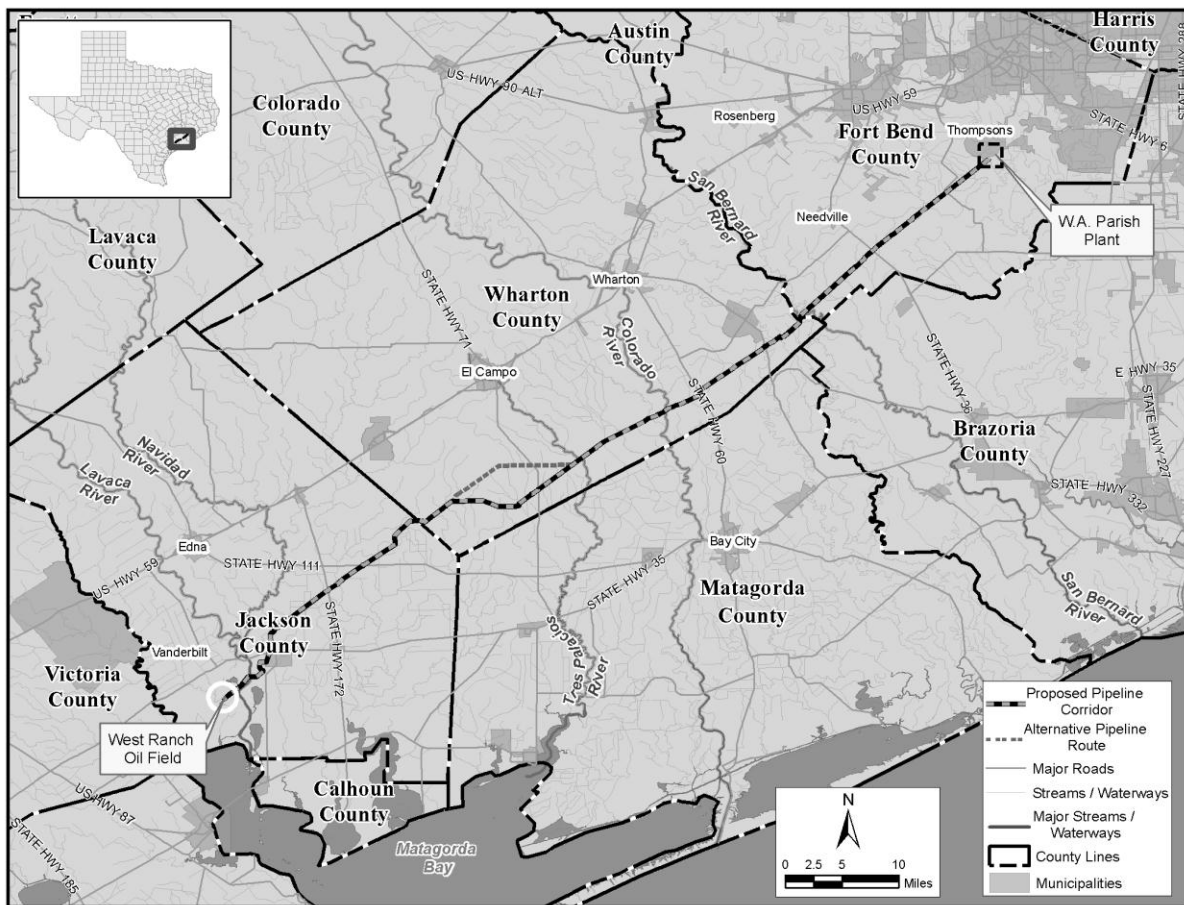 Austin
County
Harris
County
STATE HWY 288
US HWY 90 ALT
Colorado
County
US HWY 59
Rosenberg
Fort Bend
County
Thompsons
STATE HWY 6
San Bernard
River
Needville
W.A. Parish
Plant
Lavaca
County
Wharton
Wharton
County
STATE HWY 71
Colorado
River
El Campo
STATE HWY 60
STATE HWY 36
E HWY 35
STATE HWY 227
Brazoria
County
STATE HWY 332
Navidad
River
Lavaca
River
Edna
STATE HWY 111
US HWY 59
Bay City
STATE HWY 35
Matagorda
County
San Bernard
River
Jackson
County
Vanderbilt
STATE HWY 172
Tres Palacios
River
Victoria
County
West Ranch
Oil Field
Calhoun
County
US HWY 87
STATE HWY 185
Matagorda
Bay
N
0 2.5 5 10
Miles
Proposed Pipeline
Corridor
Alternative Pipeline
Route
Major Roads
Streams / Waterways
Major Streams /
Waterways
County Lines
Municipalities